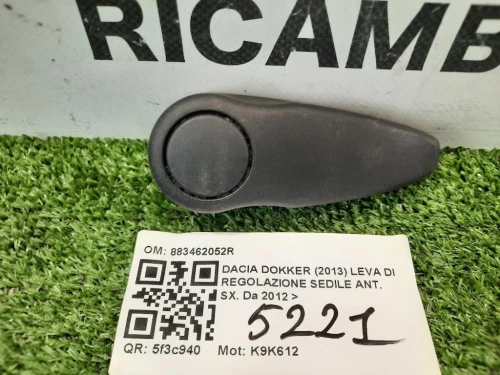 RICAMB
OM: 883462052R
DACIA DOKKER (2013) LEVA DI
REGOLAZIONE SEDILE ANT.
SX. Da 2012 >
5221
QR: 5f3c940 Mot: K9K612